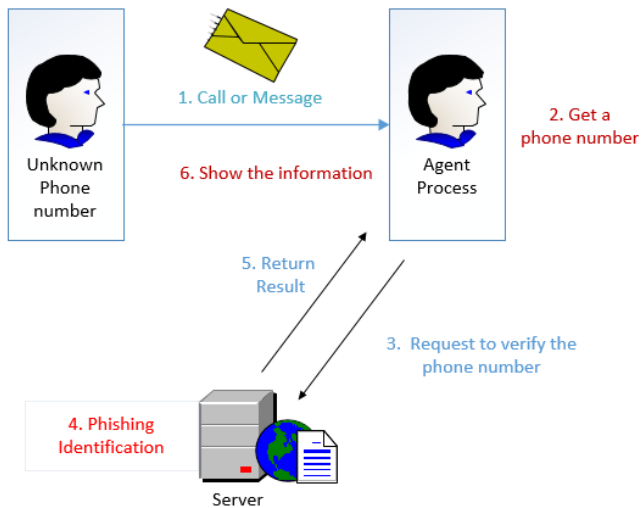 1. Call or Message
Unknown
Phone
number
Agent
Process
2. Get a
phone number
6. Show the information
5. Return
Result
3. Request to verify the
phone number
4. Phishing
Identification
Server